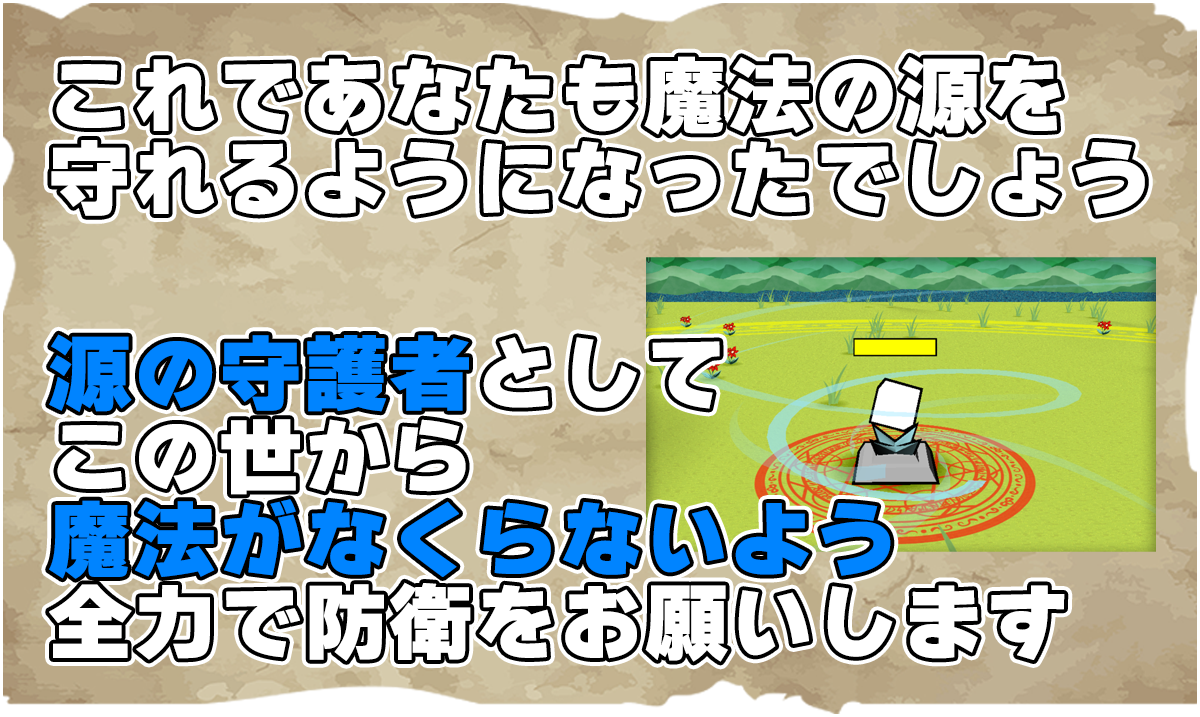 これであなたも魔法の源を
守れるようになったでしょう
源の守護者として
この世から
魔法がなくらないよう
全力で防衛をお願いします